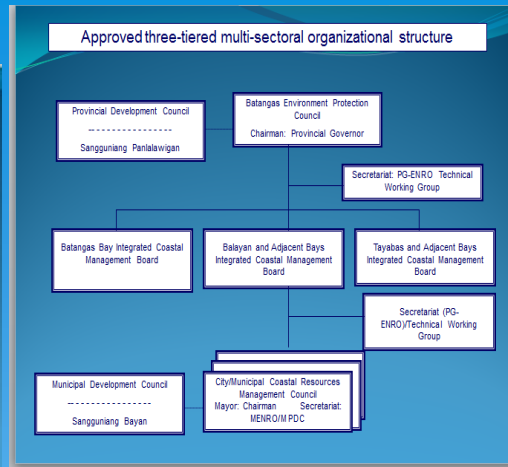 Approved three-tiered multi-sectoral organizational structure
Provincial Development Council
-----------------
Sangguniang Panlalawigan
Batangas Environment Protection
Council
Chairman: Provincial Governor
Secretariat: PG-ENRO Technical
Working Group
Batangas Bay Integrated Coastal
Management Board
Balayan and Adjacent Bays
Integrated Coastal Management
Board
Tayabas and Adjacent Bays
Integrated Coastal Management
Board
Secretariat (PG-
ENRO)/Technical Working
Group
Municipal Development Council
-----------------
Sangguniang Bayan
City/Municipal Coastal Resources
Management Council
Mayor: Chairman Secretariat:
MENRO/MPDC